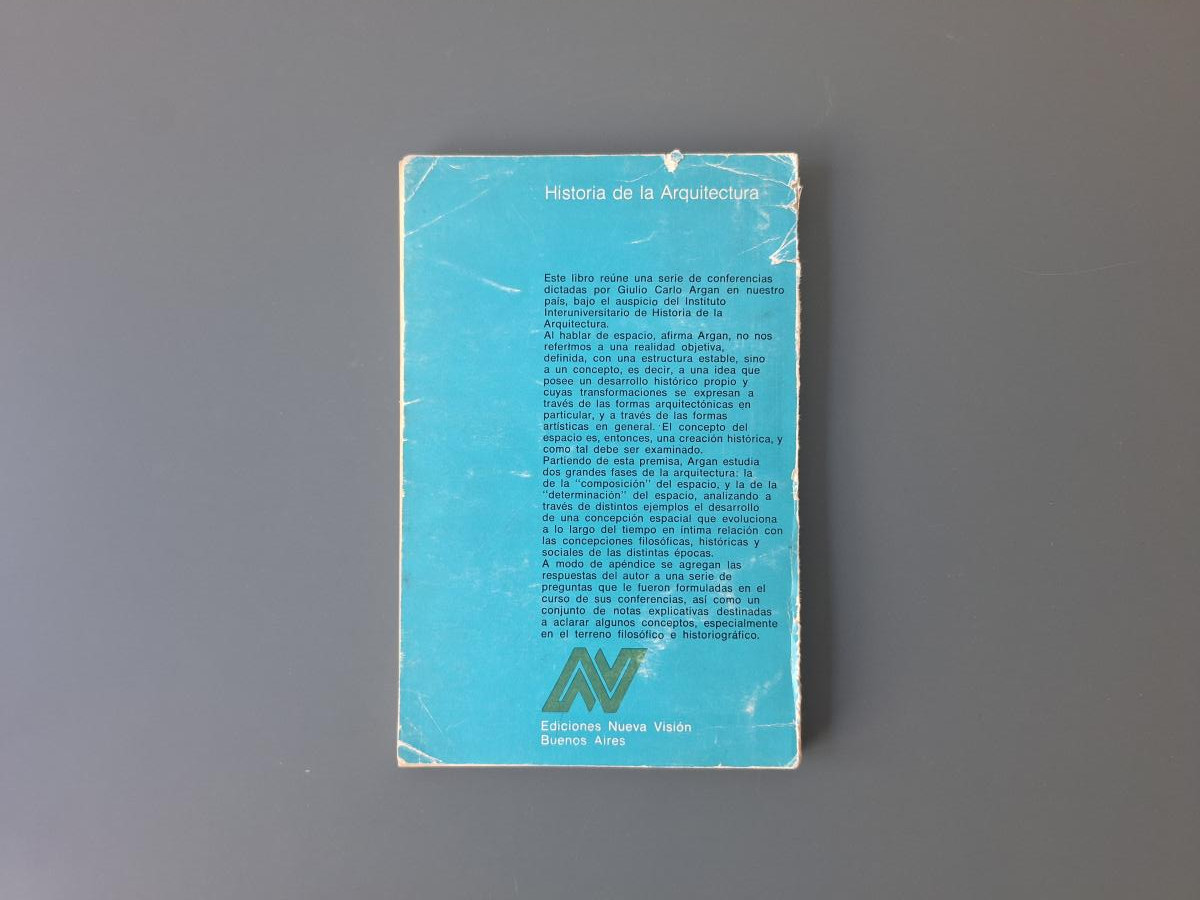 Historia de la Arquitectura
Este libro reúne una serie de conferencias
dictadas por Giulio Carlo Argan en nuestro
país, bajo el auspicio del Instituto
Interuniversitario de Historia de la
Arquitectura.
Al hablar de espacio, afirma Argan, no nos
referimos a una realidad objetiva,
definida, con una estructura estable, sino
a un concepto, es decir, a una idea que
posee un desarrollo histórico propio y
cuyas transformaciones se expresan a
través de las formas arquitectónicas en
particular, y a través de las formas
artísticas en general. El concepto del
espacio es, entonces, una creación histórica, y
como tal debe ser examinado.
Partiendo de esta premisa, Argan estudia
dos grandes fases de la arquitectura: la
de la "composición" del espacio, y la de la
"determinación" del espacio, analizando a
través de distintos ejemplos el desarrollo
de una concepción espacial que evoluciona
a lo largo del tiempo en íntima relación con
las concepciones filosóficas, históricas y
sociales de las distintas épocas.
A modo de apéndice se agregan las
respuestas del autor a una serie de
preguntas que le fueron formuladas en el
curso de sus conferencias, así como un
conjunto de notas explicativas destinadas
a aclarar algunos conceptos, especialmente
en el terreno filosófico e historiográfico.
Ediciones Nueva Visión
Buenos Aires